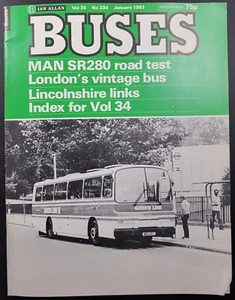 IAN ALLAN Vol 35 No 334 January 1983 75p
BUSES
MAN SR280 road test
London's vintage bus
Lincolnshire links
Index for Vol 34